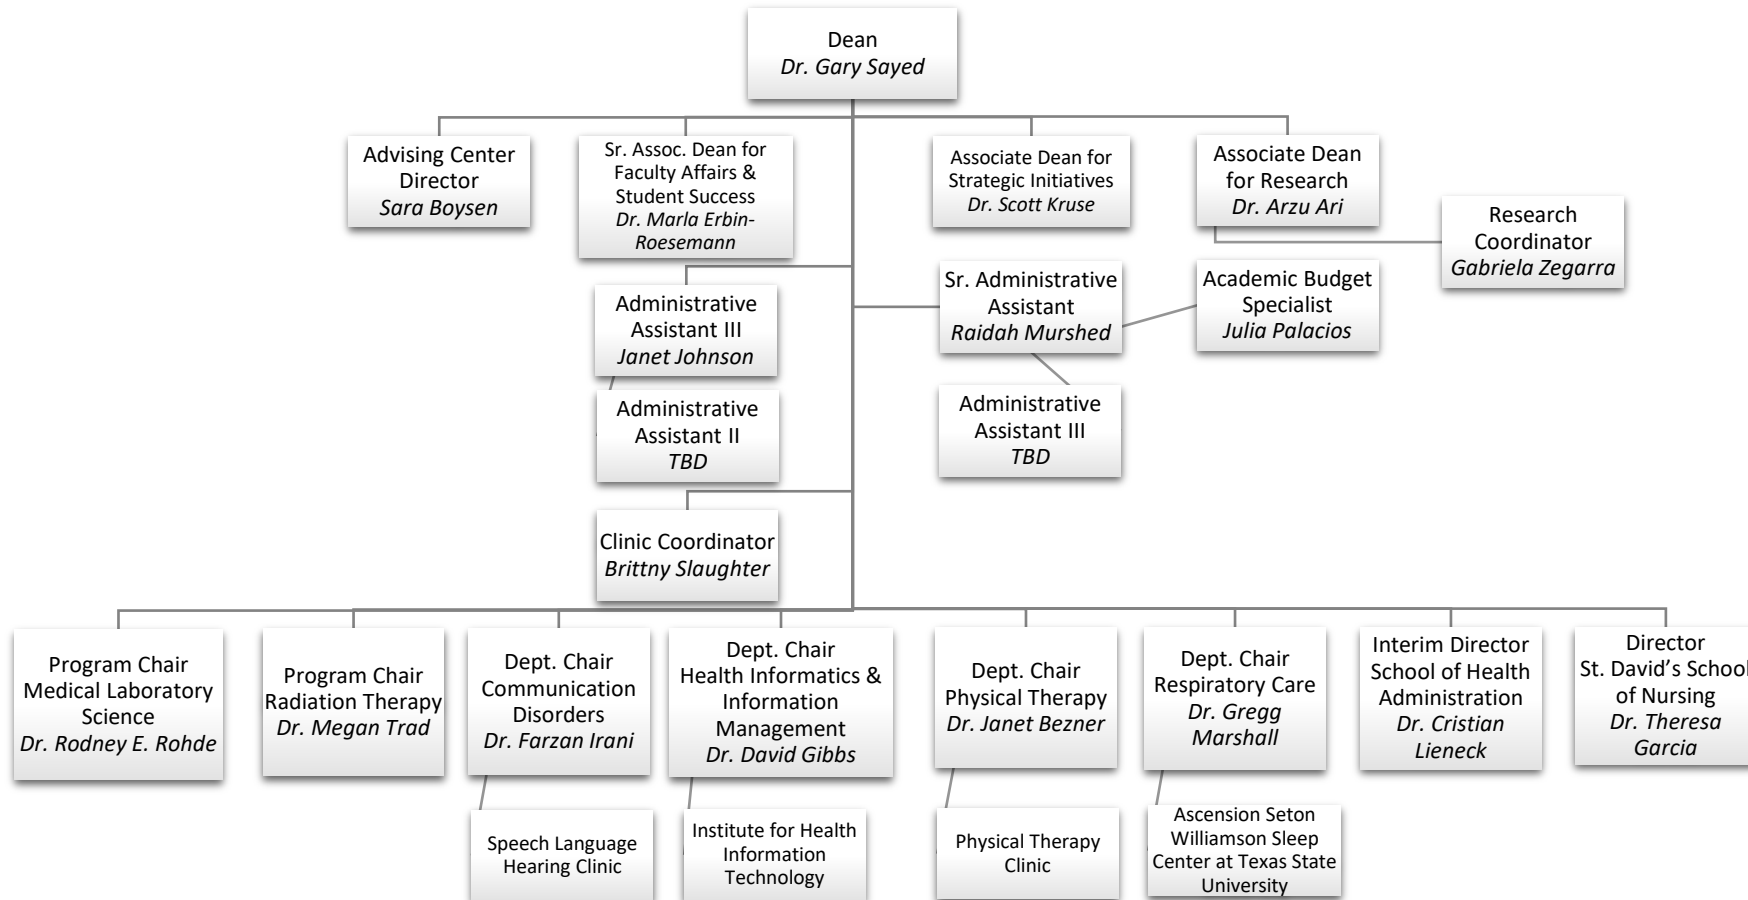 Dean
Dr. Gary Sayed
Advising Center
Director
Sara Boysen
Sr. Assoc. Dean for
Faculty Affairs &
Student Success
Dr. Marla Erbin-
Roesemann
Associate Dean for
Strategic Initiatives
Dr. Scott Kruse
Associate Dean
for Research
Dr. Arzu Ari
Research
Coordinator
Gabriela Zegarra
Administrative
Assistant III
Janet Johnson
Sr. Administrative
Assistant
Raidah Murshed
Academic Budget
Specialist
Julia Palacios
Administrative
Assistant II
TBD
Administrative
Assistant III
TBD
Clinic Coordinator
Brittny Slaughter
Program Chair
Medical Laboratory
Science
Dr. Rodney E. Rohde
Program Chair
Radiation Therapy
Dr. Megan Trad
Dept. Chair
Communication
Disorders
Dr. Farzan Irani
Dept. Chair
Health Informatics &
Information
Management
Dr. David Gibbs
Dept. Chair
Physical Therapy
Dr. Janet Bezner
Dept. Chair
Respiratory Care
Dr. Gregg
Marshall
Interim Director
School of Health
Administration
Dr. Cristian
Lieneck
Director
St. David’s School
of Nursing
Dr. Theresa
Garcia
Speech Language
Hearing Clinic
Institute for Health
Information
Technology
Physical Therapy
Clinic
Ascension Seton
Williamson Sleep
Center at Texas State
University